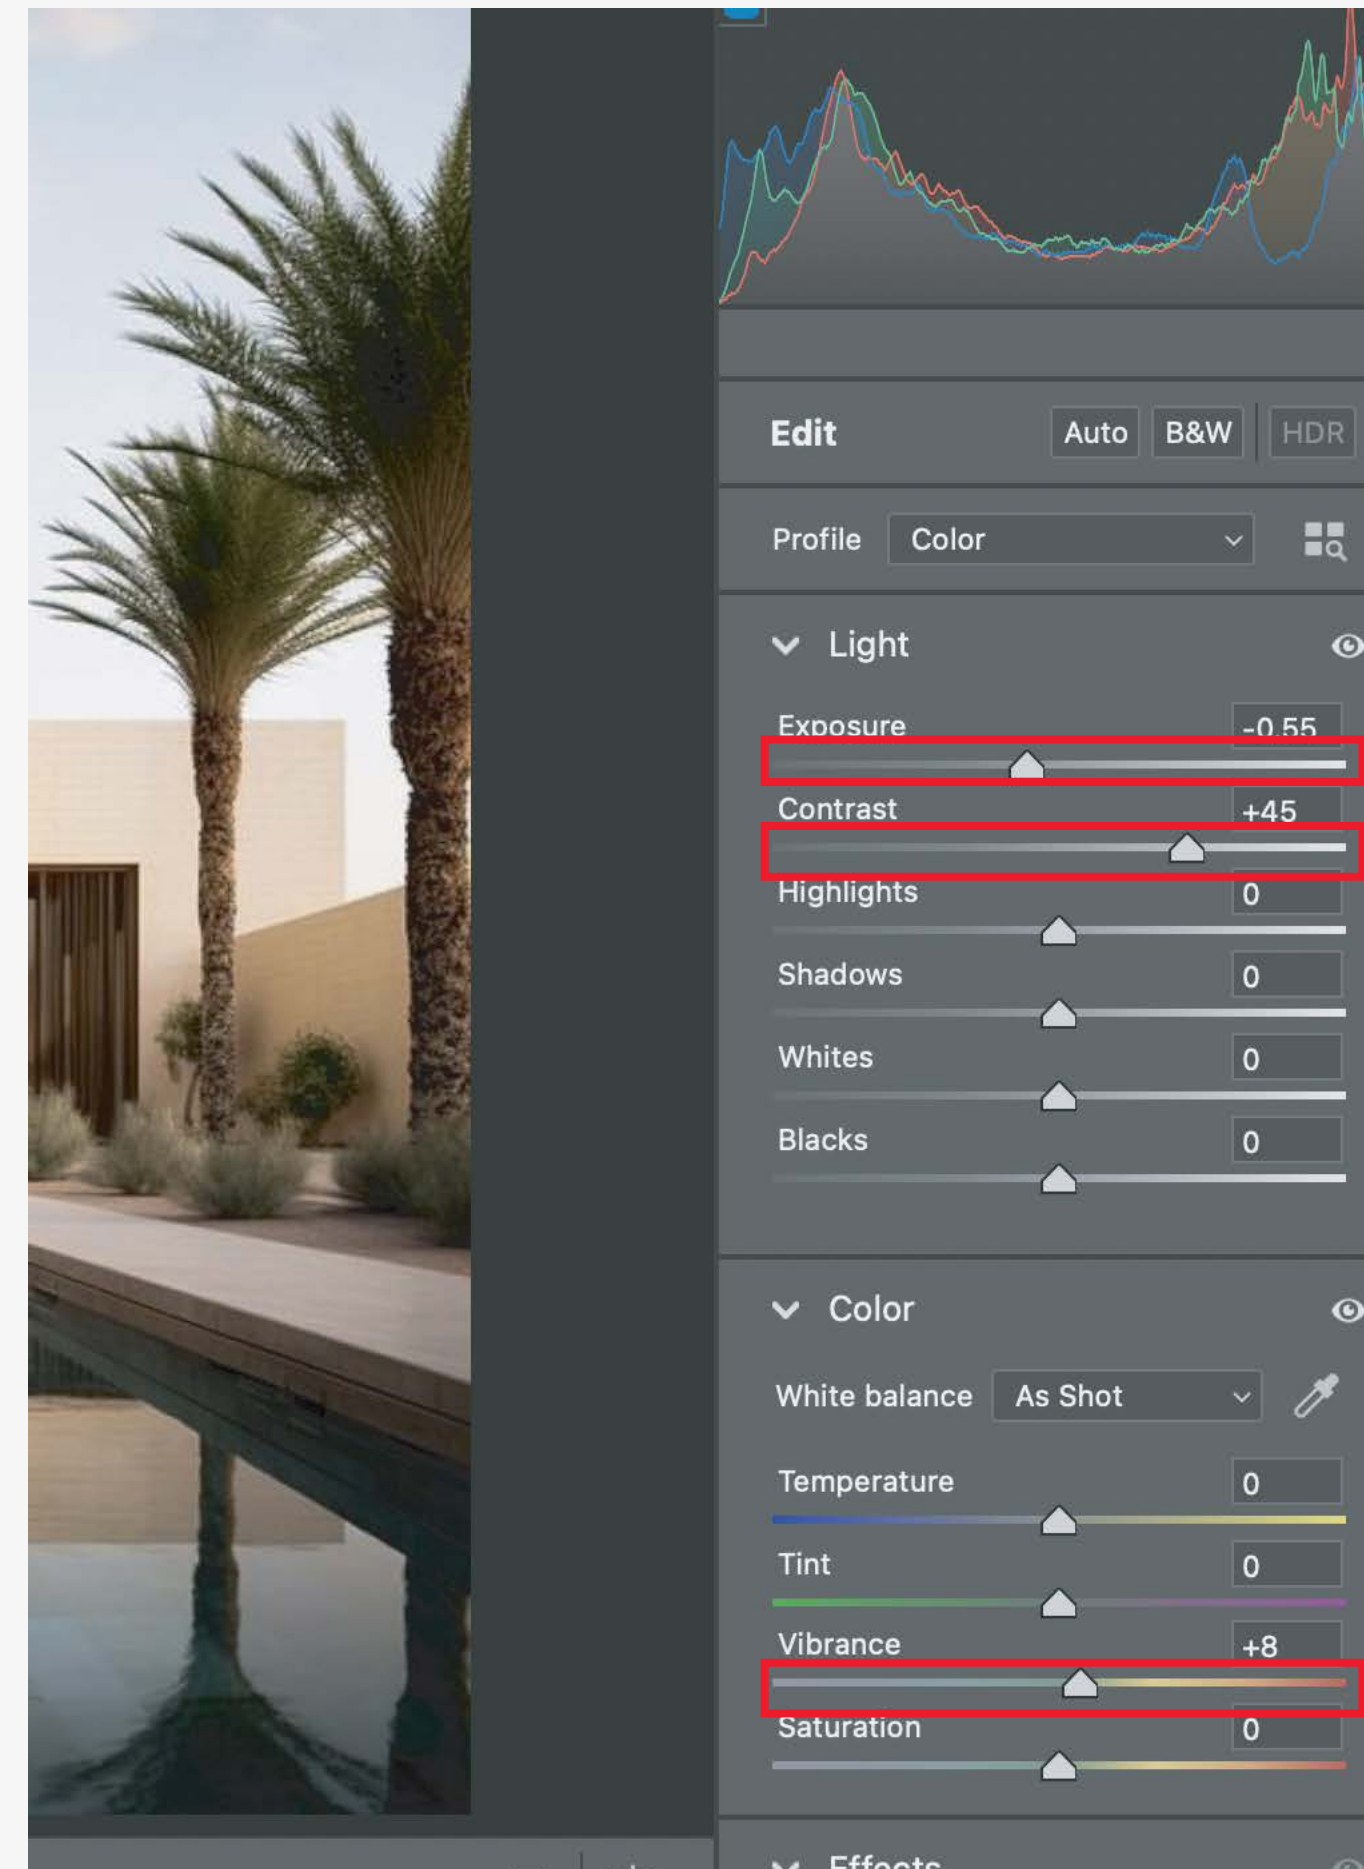 Edit Auto B&W HDR
Profile Color
Light
Exposure -0.55
Contrast +45
Highlights 0
Shadows 0
Whites 0
Blacks 0
Color
White balance As Shot
Temperature 0
Tint 0
Vibrance +8
Saturation 0
Effects